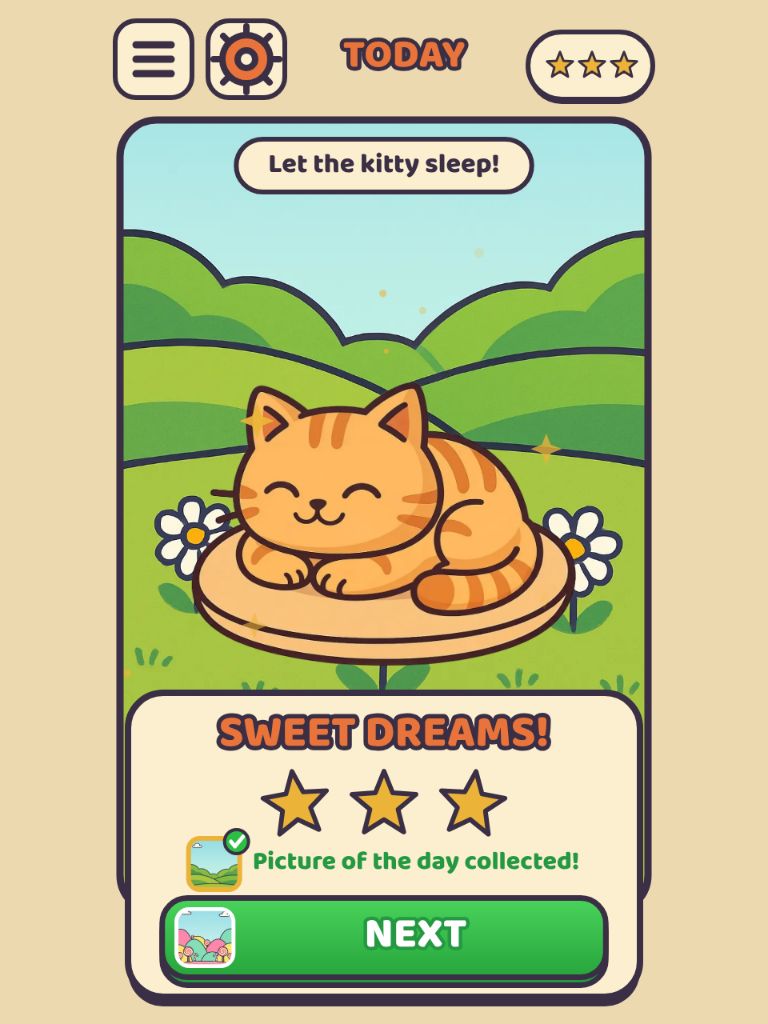 TODAY
Let the kitty sleep!
SWEET DREAMS!
Picture of the day collected!
NEXT